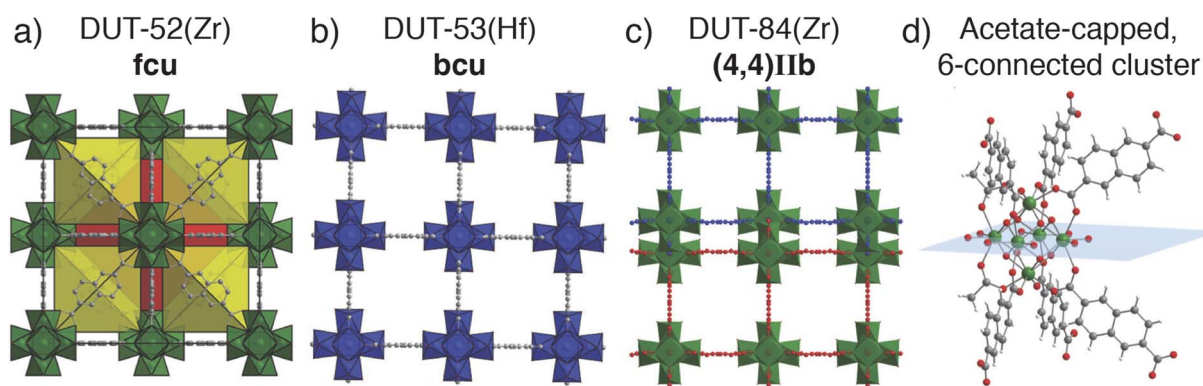 a) DUT-52(Zr)
fcu
b) DUT-53(Hf)
bcu
c) DUT-84(Zr)
(4,4)IIb
d) Acetate-capped,
6-connected cluster